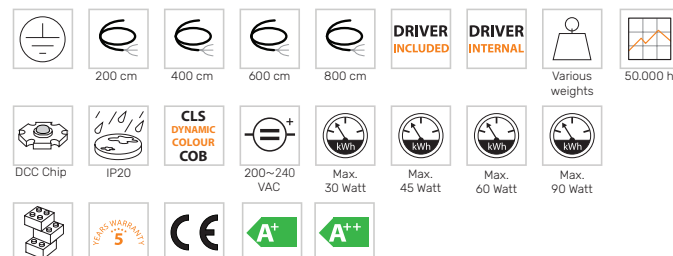 DRIVER
INCLUDED
DRIVER
INTERNAL
200 cm
400 cm
600 cm
800 cm
Various
weights
50.000 h
CLS
DYNAMIC
COLOUR
COB
+
kWh
kWh
kWh
kWh
DCC Chip
IP20
200~240
VAC
Max.
30 Watt
Max.
45 Watt
Max.
60 Watt
Max.
90 Watt
YEARS WARRANTY
5
CE
A+
A++